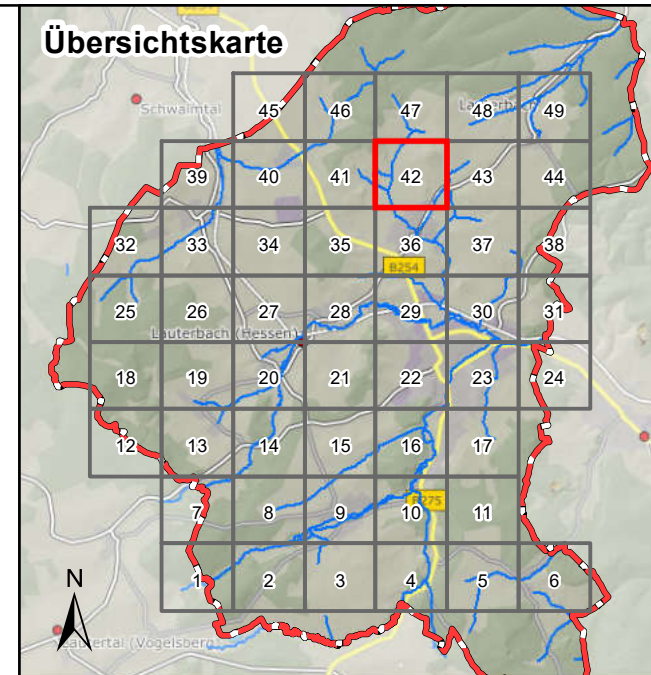 Übersichtskarte
Schwalmtal
45 46 47 48 49
39 40 41 42 43 44
32 33 34 35 36 37 38
B254
25 26 27 28 29 30 31
Lauterbach (Hessen)
18 19 20 21 22 23 24
12 13 14 15 16 17
7 8 9 10 11
B275
1 2 3 4 5 6
N
Lautertal (Vogelsberg)